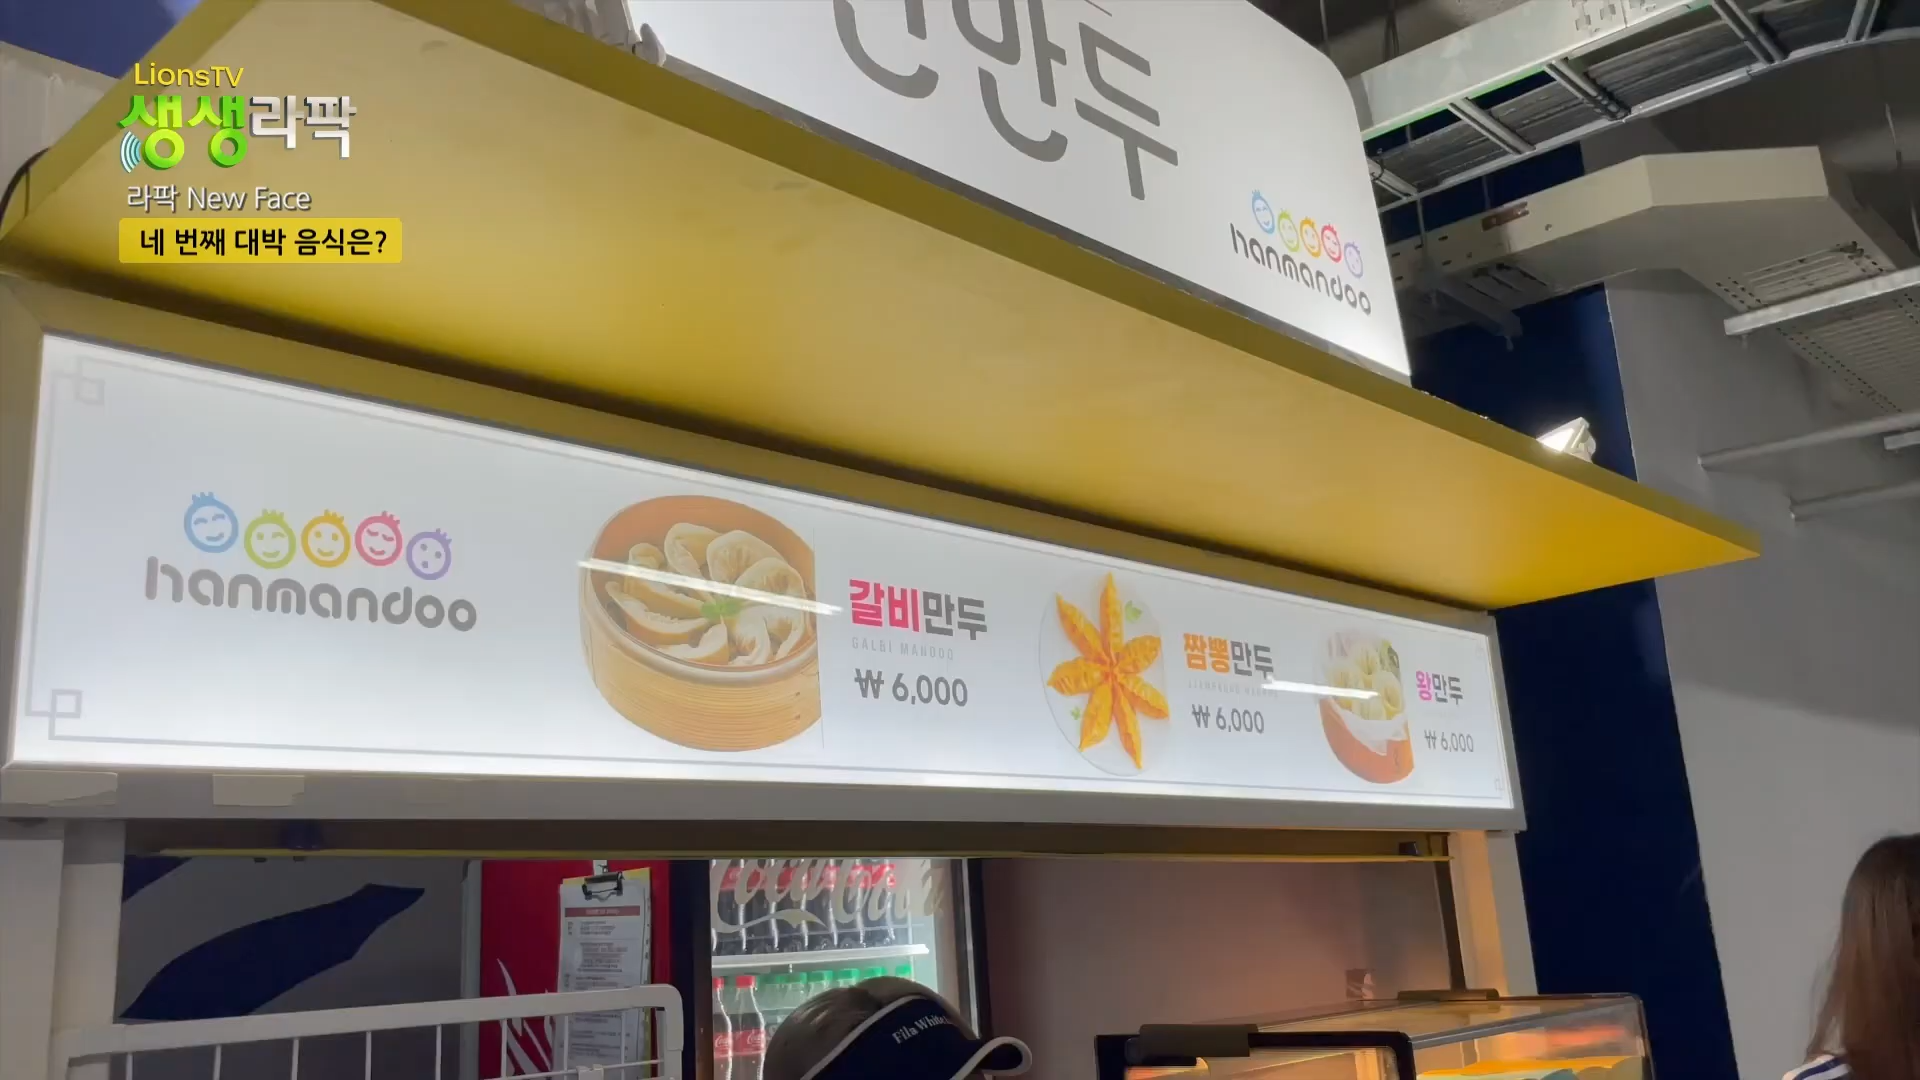 LionsTV
생생라팍
라팍 New Face
네 번째 대박 음식은?
만두
hanmandoo
hanmandoo
갈비만두
GALBI MANDOO
₩ 6,000
짬뽕만두
₩ 6,000
왕만두
₩ 6,000
Coca-Cola
Fila White